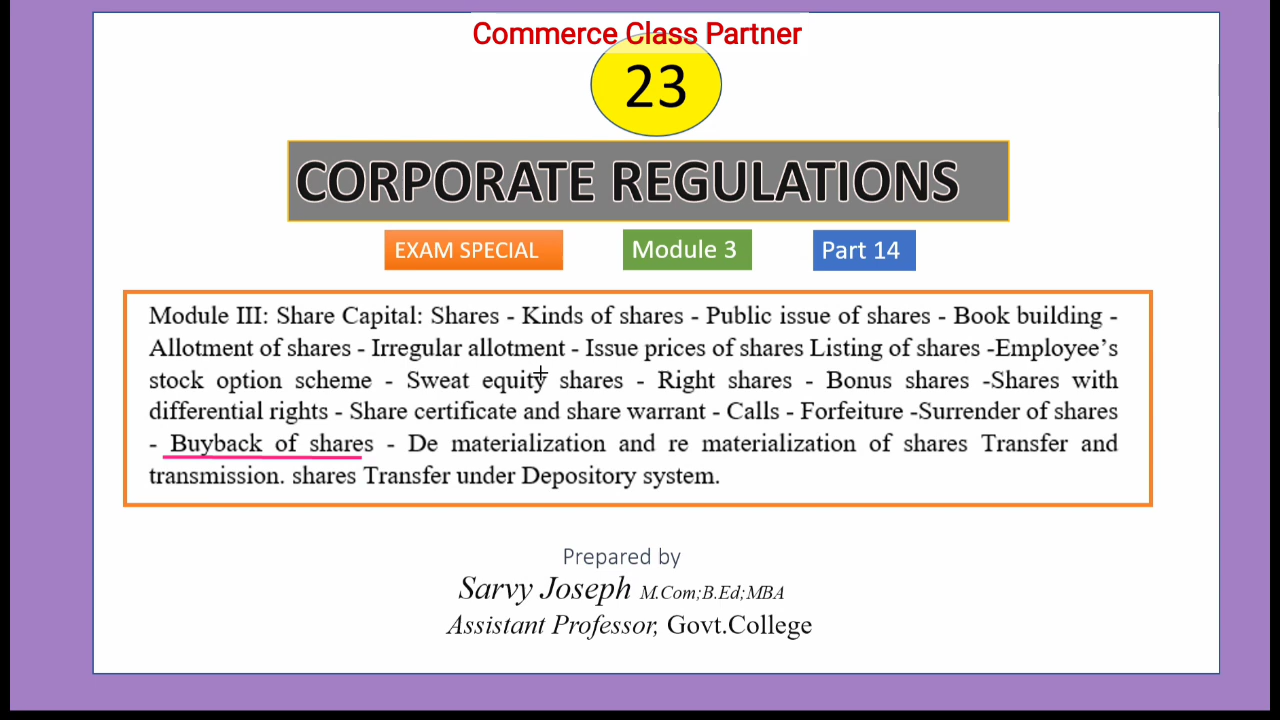 Commerce Class Partner
23
CORPORATE REGULATIONS
EXAM SPECIAL
Module 3
Part 14
Module III: Share Capital: Shares - Kinds of shares - Public issue of shares - Book building -
Allotment of shares - Irregular allotment - Issue prices of shares Listing of shares -Employee's
stock option scheme - Sweat equity shares - Right shares - Bonus shares -Shares with
differential rights - Share certificate and share warrant - Calls - Forfeiture -Surrender of shares
- Buyback of shares - De materialization and re materialization of shares Transfer and
transmission. shares Transfer under Depository system.
Prepared by
Sarvy Joseph M.Com;B.Ed;MBA
Assistant Professor, Govt.College